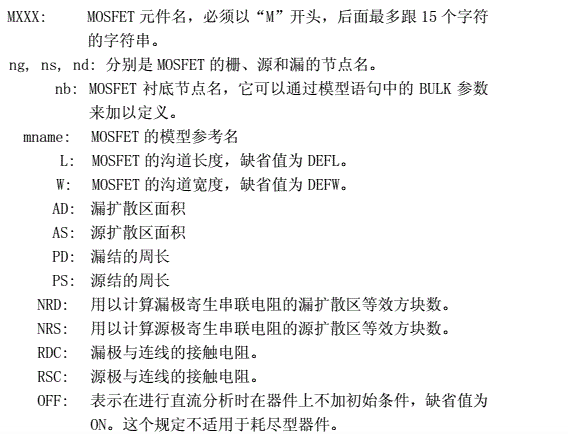 MXXX: MOSFET 元件名，必须以“M”开头，后面最多跟 15 个字符
的字符串。
ng, ns, nd: 分别是 MOSFET 的栅、源和漏的节点名。
nb: MOSFET 衬底节点名，它可以通过模型语句中的 BULK 参数
来加以定义。
mname: MOSFET 的模型参考名
L: MOSFET 的沟道长度，缺省值为 DEFL。
W: MOSFET 的沟道宽度，缺省值为 DEFW。
AD: 漏扩散区面积
AS: 源扩散区面积
PD: 漏结的周长
PS: 源结的周长
NRD: 用以计算漏极寄生串联电阻的漏扩散区等效方块数。
NRS: 用以计算源极寄生串联电阻的源扩散区等效方块数。
RDC: 漏极与连线的接触电阻。
RSC: 源极与连线的接触电阻。
OFF: 表示在进行直流分析时在器件上不加初始条件，缺省值为
ON。这个规定不适用于耗尽型器件。